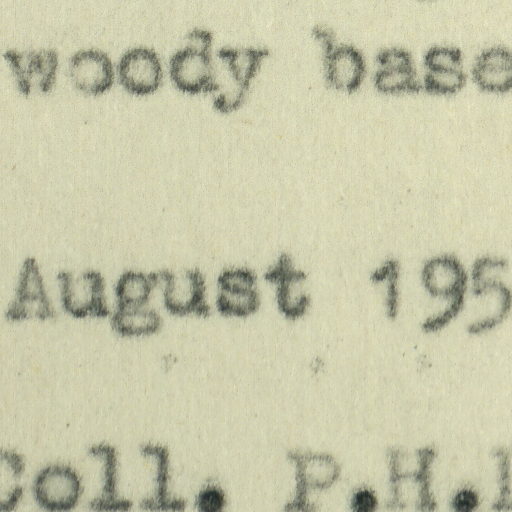 woody base
August 195
Coll. P.H.